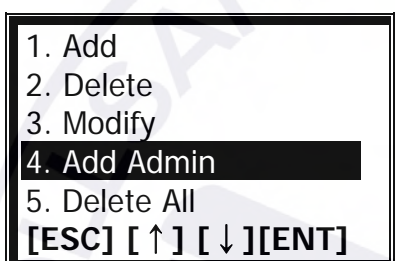 1. Add
2. Delete
3. Modify
4. Add Admin
5. Delete All
[ESC] [↑] [↓][ENT]